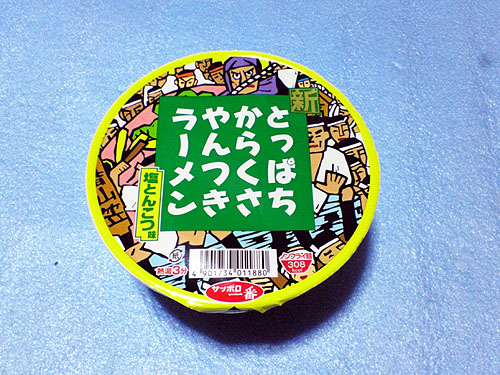 新
とっぱち
からくさ
やんつき
ラーメン
塩とんこつ味
紙
熱湯3分
4 901734 011880
ノンフライ麺
308
kcal
サッポロ
一番